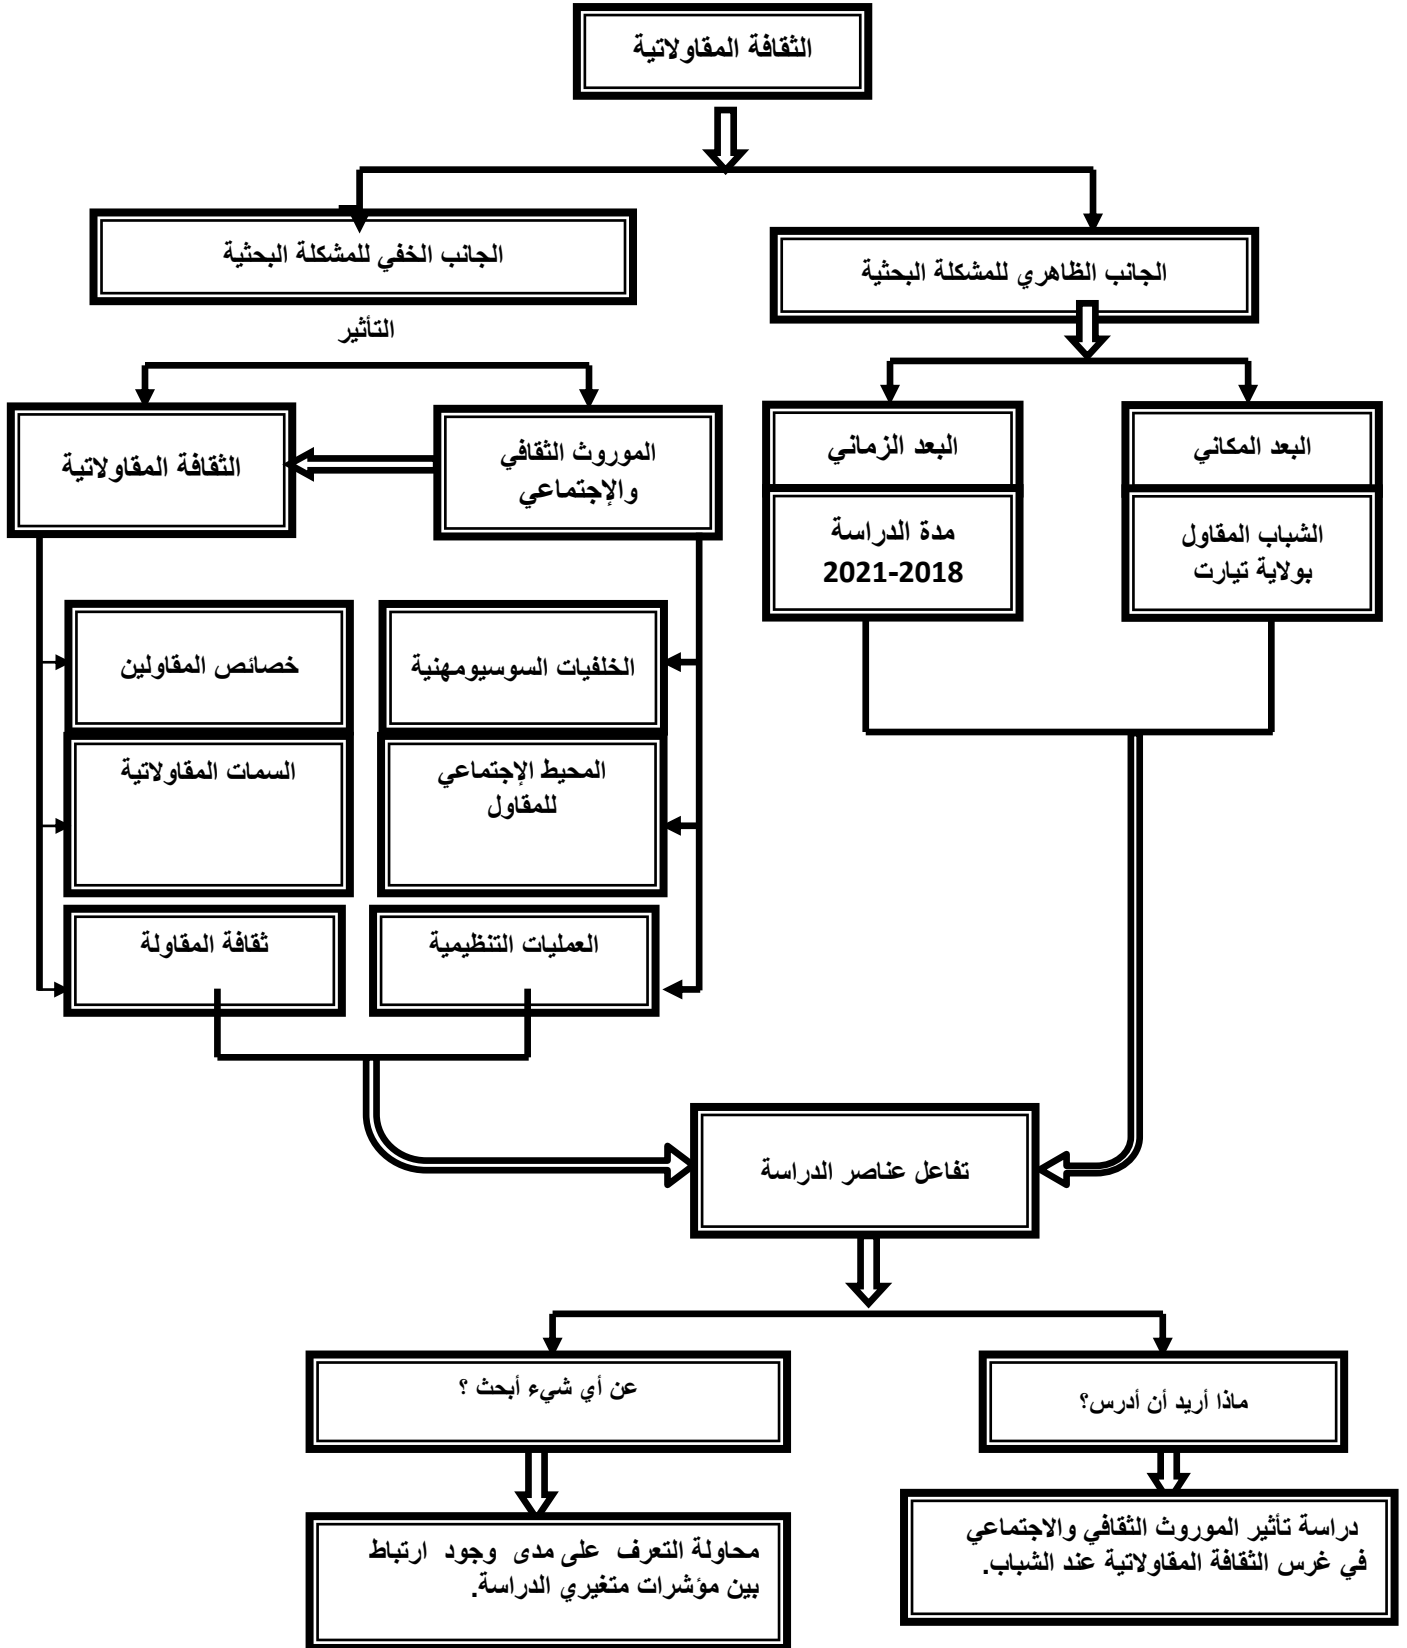 الثقافة المقاولاتية
الجانب الظاهري للمشكلة البحثية
الجانب الخفي للمشكلة البحثية
التأثير
البعد المكاني
البعد الزماني
الموروث الثقافي
والإجتماعي
الثقافة المقاولاتية
الشباب المقاول
بولاية تيارت
مدة الدراسة
2021-2018
الخلفيات السوسيومهنية
خصائص المقاولين
المحيط الإجتماعي
للمقاول
السمات المقاولاتية
العمليات التنظيمية
ثقافة المقاولة
تفاعل عناصر الدراسة
ماذا أريد أن أدرس؟
عن أي شيء أبحث ؟
دراسة تأثير الموروث الثقافي والاجتماعي
في غرس الثقافة المقاولاتية عند الشباب.
محاولة التعرف على مدى وجود ارتباط
بين مؤشرات متغيري الدراسة.